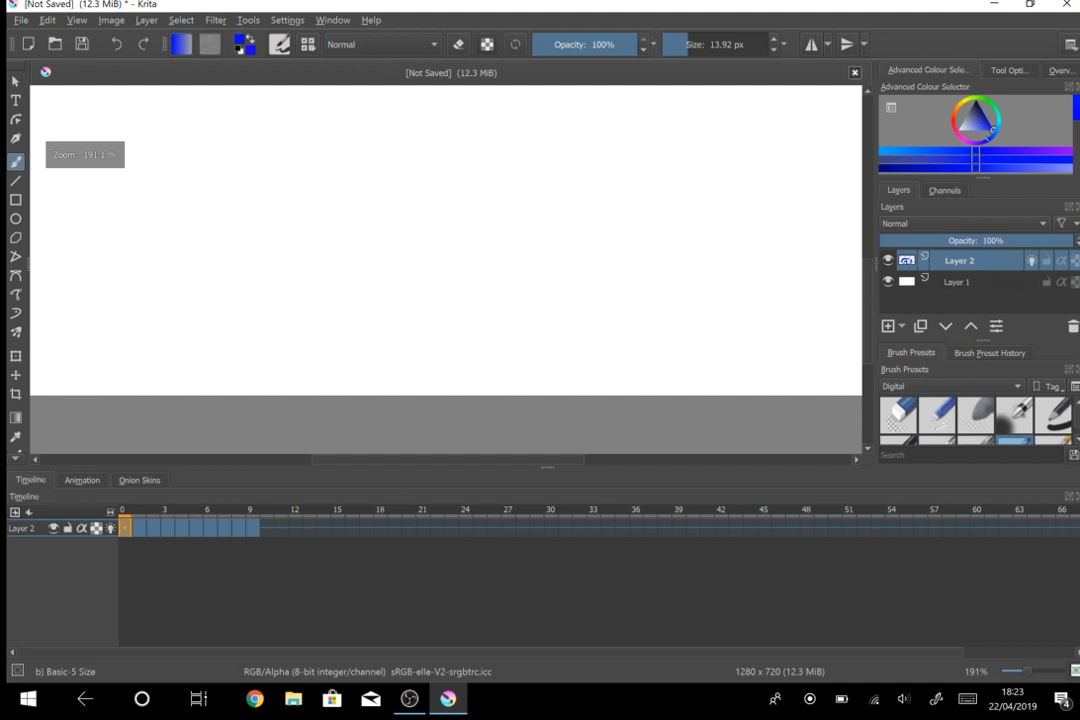 [Not Saved] (12.3 MiB) * - Krita
File Edit View Image Layer Select Filter Tools Settings Window Help
Normal Opacity: 100% Size: 13.92 px
[Not Saved] (12.3 MiB)
Advanced Colour Sele... Tool Opti... Overv...
Advanced Colour Selector
Zoom: 191.1 %
Layers Channels
Layers
Normal
Opacity: 100%
Layer 2
Layer 1
Brush Presets Brush Preset History
Brush Presets
Digital Tag
Search
Timeline Animation Onion Skins
Timeline
0 3 6 9 12 15 18 21 24 27 30 33 36 39 42 45 48 51 54 57 60 63 66
Layer 2
b) Basic-5 Size RGB/Alpha (8-bit integer/channel) sRGB-elle-V2-srgbtrc.icc 1280 x 720 (12.3 MiB) 191%
18:23
22/04/2019
4